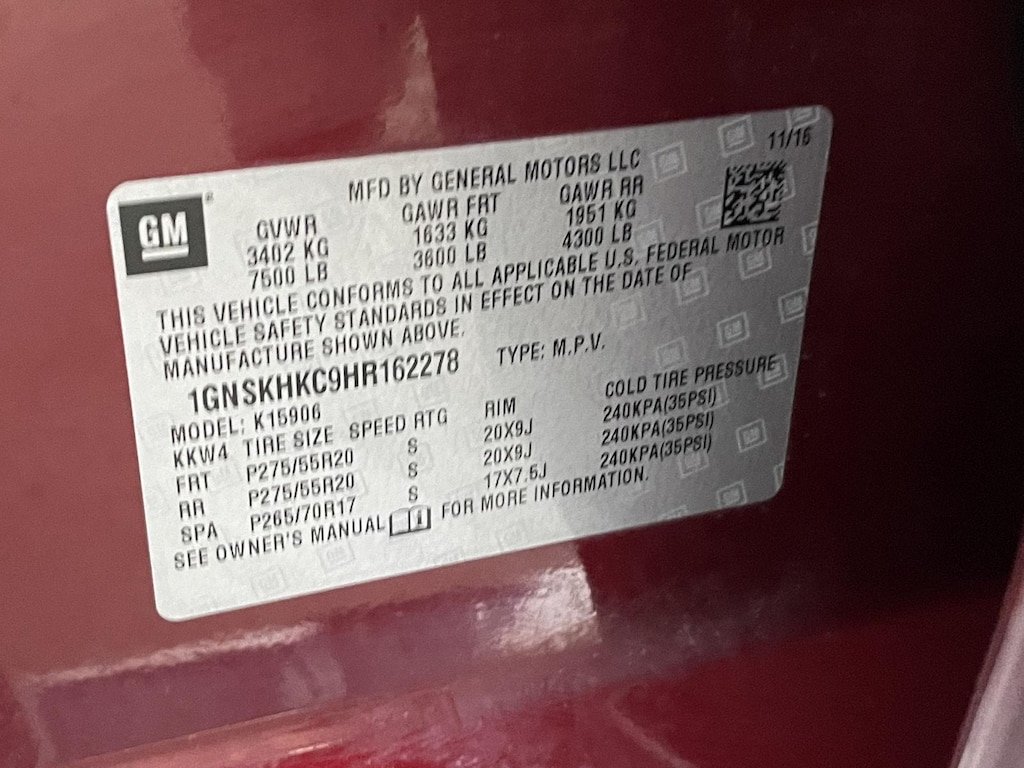 MFD BY GENERAL MOTORS LLC 11/16
GM
GVWR GAWR FRT GAWR RR
3402 KG 1633 KG 1951 KG
7500 LB 3600 LB 4300 LB
THIS VEHICLE CONFORMS TO ALL APPLICABLE U.S. FEDERAL MOTOR
VEHICLE SAFETY STANDARDS IN EFFECT ON THE DATE OF
MANUFACTURE SHOWN ABOVE.
1GNSKHKC9HR162278 TYPE: M.P.V.
MODEL: K15906
KKW4 TIRE SIZE SPEED RTG RIM COLD TIRE PRESSURE
FRT P275/55R20 S 20X9J 240KPA(35PSI)
RR P275/55R20 S 20X9J 240KPA(35PSI)
SPA P265/70R17 S 17X7.5J 240KPA(35PSI)
SEE OWNER'S MANUAL FOR MORE INFORMATION.